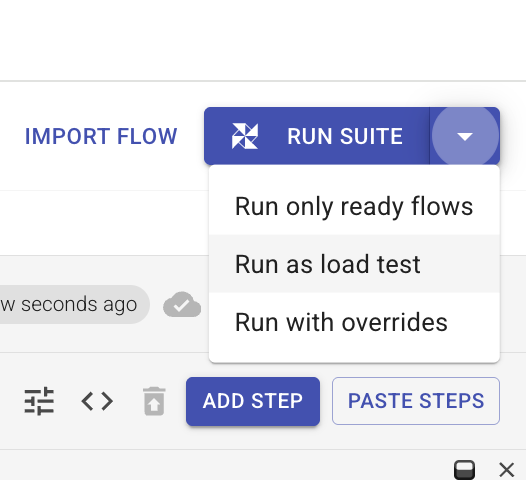 IMPORT FLOW
RUN SUITE
Run only ready flows
Run as load test
Run with overrides
w seconds ago
ADD STEP
PASTE STEPS